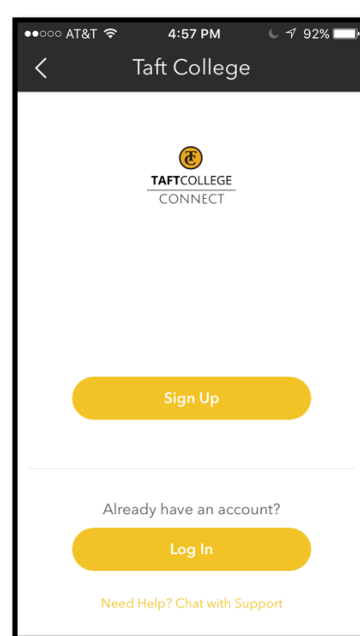 AT&T 4:57 PM 92%
Taft College
TC
TAFTCOLLEGE
CONNECT
Sign Up
Already have an account?
Log In
Need Help? Chat with Support